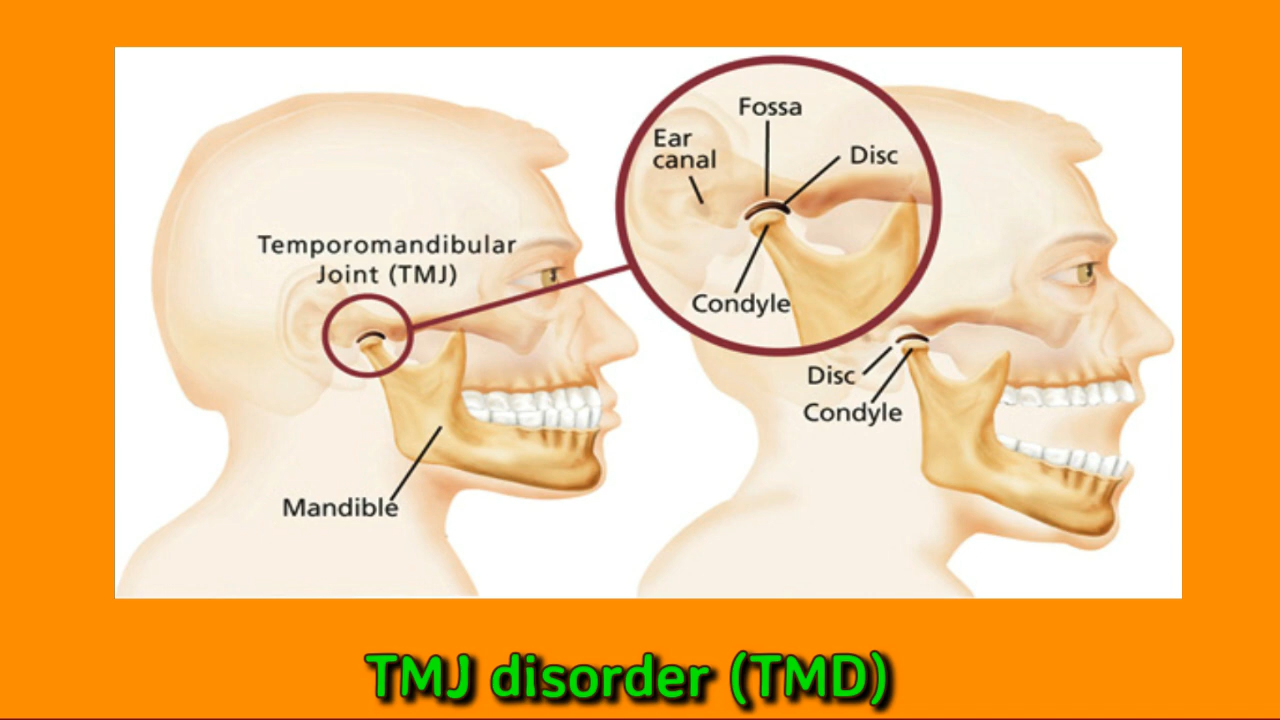 Temporomandibular
Joint (TMJ)
Mandible
Fossa
Ear
canal
Disc
Condyle
Disc
Condyle
TMJ disorder (TMD)